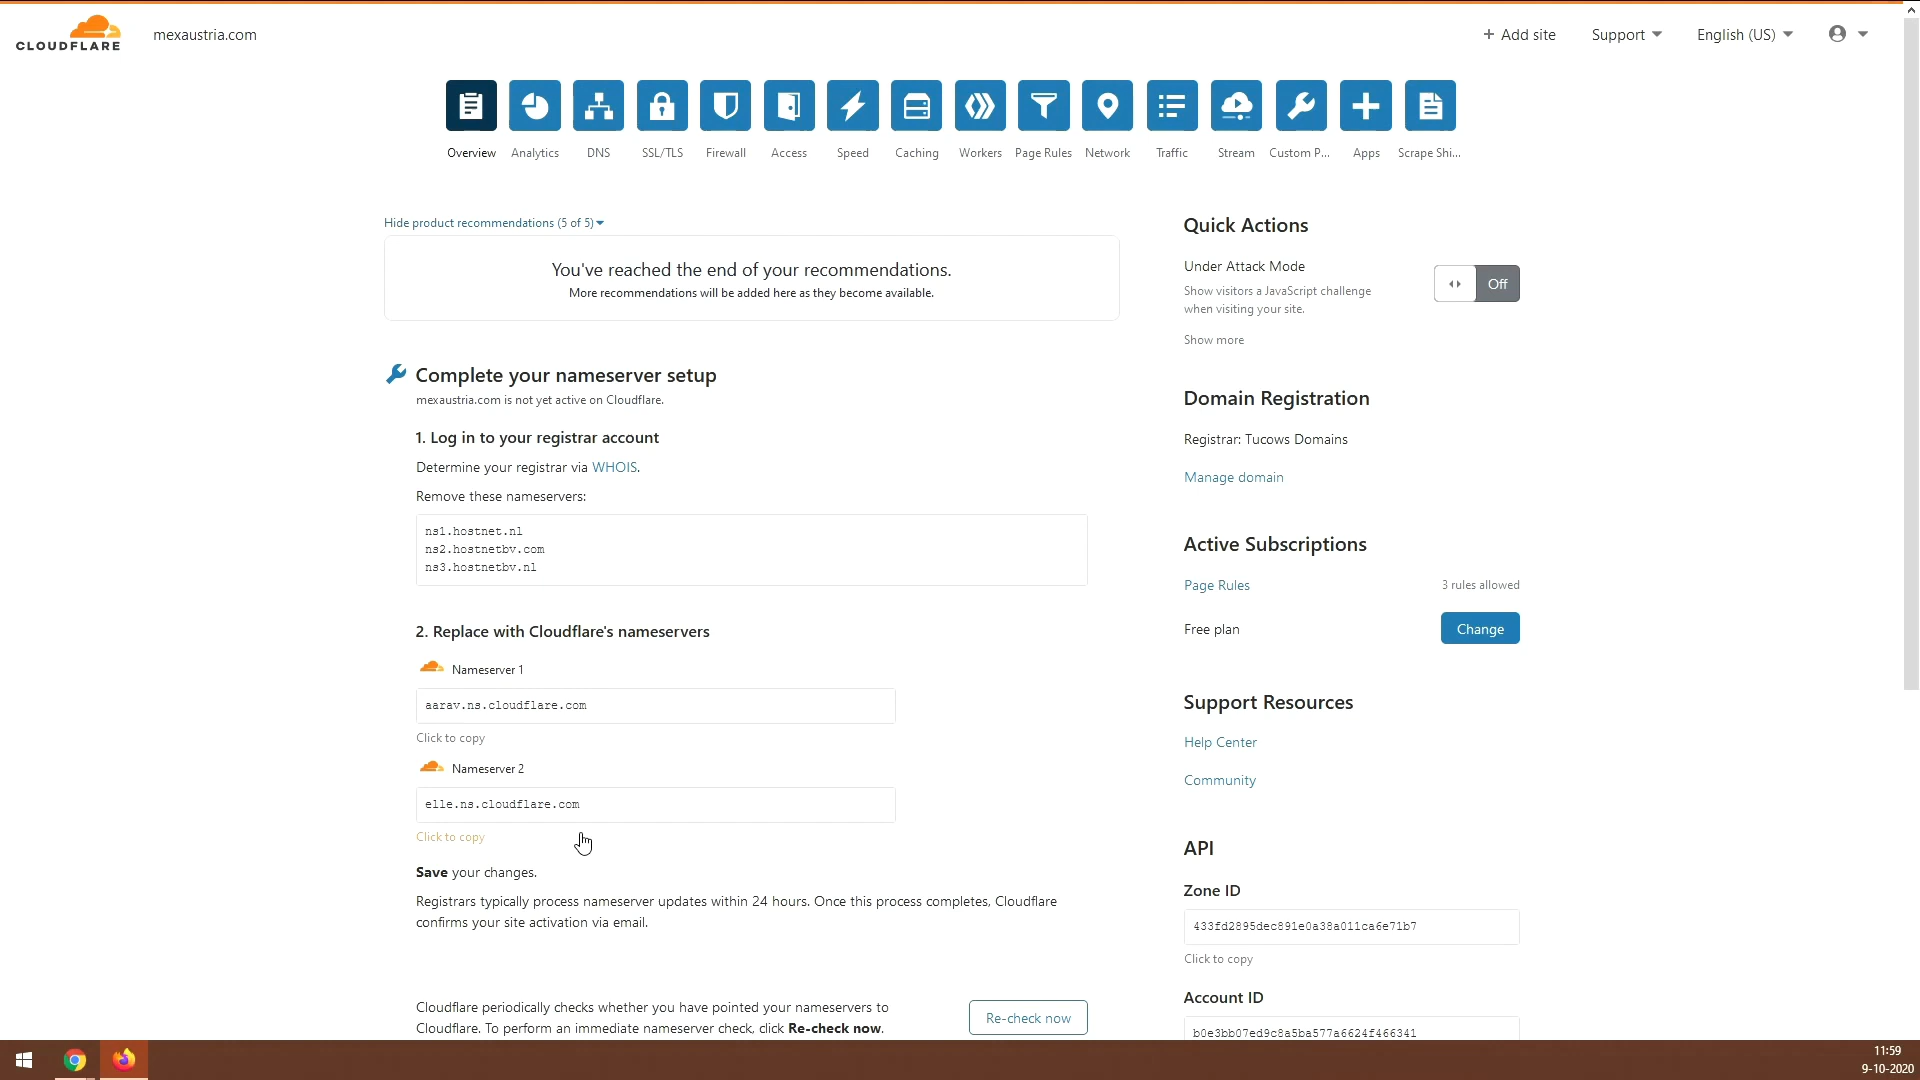 CLOUDFLARE
mexaustria.com
+ Add site
Support
English (US)
Overview
Analytics
DNS
SSL/TLS
Firewall
Access
Speed
Caching
Workers
Page Rules
Network
Traffic
Stream
Custom P...
Apps
Scrape Shi...
Hide product recommendations (5 of 5)
You've reached the end of your recommendations.
More recommendations will be added here as they become available.
Complete your nameserver setup
mexaustria.com is not yet active on Cloudflare.
1. Log in to your registrar account
Determine your registrar via WHOIS.
Remove these nameservers:
ns1.hostnet.nl
ns2.hostnetbv.com
ns3.hostnetbv.nl
2. Replace with Cloudflare's nameservers
Nameserver 1
aarav.ns.cloudflare.com
Click to copy
Nameserver 2
elle.ns.cloudflare.com
Click to copy
Save your changes.
Registrars typically process nameserver updates within 24 hours. Once this process completes, Cloudflare
confirms your site activation via email.
Cloudflare periodically checks whether you have pointed your nameservers to
Cloudflare. To perform an immediate nameserver check, click Re-check now.
Re-check now
Quick Actions
Under Attack Mode
Show visitors a JavaScript challenge
when visiting your site.
Off
Show more
Domain Registration
Registrar: Tucows Domains
Manage domain
Active Subscriptions
Page Rules
3 rules allowed
Free plan
Change
Support Resources
Help Center
Community
API
Zone ID
433fd2895dec891e0a38a011ca6e71b7
Click to copy
Account ID
b0e3bb07ed9c8a5ba577a6624f466341
11:59
9-10-2020